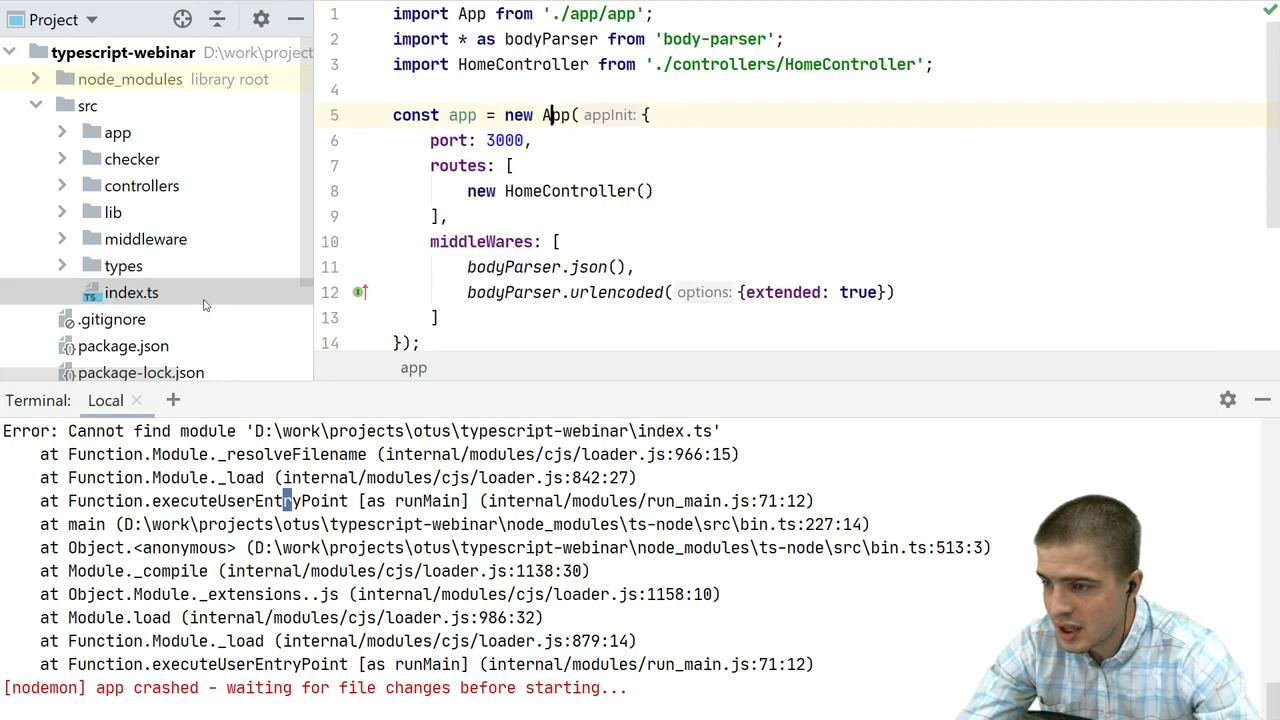 Project
typescript-webinar D:\work\project
node_modules library root
src
app
checker
controllers
lib
middleware
types
TS index.ts
.gitignore
package.json
package-lock.json
1 import App from './app/app';
2 import * as bodyParser from 'body-parser';
3 import HomeController from './controllers/HomeController';
4
5 const app = new App( appInit: {
6 port: 3000,
7 routes: [
8 new HomeController()
9 ],
10 middleWares: [
11 bodyParser.json(),
12 bodyParser.urlencoded( options: {extended: true})
13 ]
14 });
app
Terminal: Local × +
Error: Cannot find module 'D:\work\projects\otus\typescript-webinar\index.ts'
at Function.Module._resolveFilename (internal/modules/cjs/loader.js:966:15)
at Function.Module._load (internal/modules/cjs/loader.js:842:27)
at Function.executeUserEntryPoint [as runMain] (internal/modules/run_main.js:71:12)
at main (D:\work\projects\otus\typescript-webinar\node_modules\ts-node\src\bin.ts:227:14)
at Object.<anonymous> (D:\work\projects\otus\typescript-webinar\node_modules\ts-node\src\bin.ts:513:3)
at Module._compile (internal/modules/cjs/loader.js:1138:30)
at Object.Module._extensions..js (internal/modules/cjs/loader.js:1158:10)
at Module.load (internal/modules/cjs/loader.js:986:32)
at Function.Module._load (internal/modules/cjs/loader.js:879:14)
at Function.executeUserEntryPoint [as runMain] (internal/modules/run_main.js:71:12)
[nodemon] app crashed - waiting for file changes before starting...